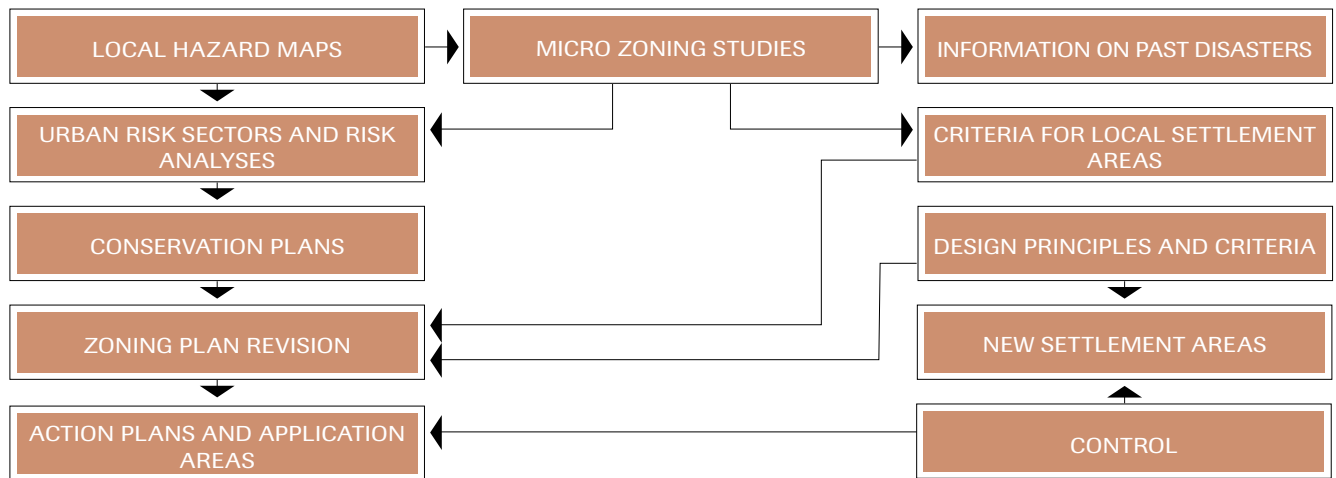 LOCAL HAZARD MAPS
MICRO ZONING STUDIES
INFORMATION ON PAST DISASTERS
URBAN RISK SECTORS AND RISK
ANALYSES
CRITERIA FOR LOCAL SETTLEMENT
AREAS
CONSERVATION PLANS
DESIGN PRINCIPLES AND CRITERIA
ZONING PLAN REVISION
NEW SETTLEMENT AREAS
ACTION PLANS AND APPLICATION
AREAS
CONTROL